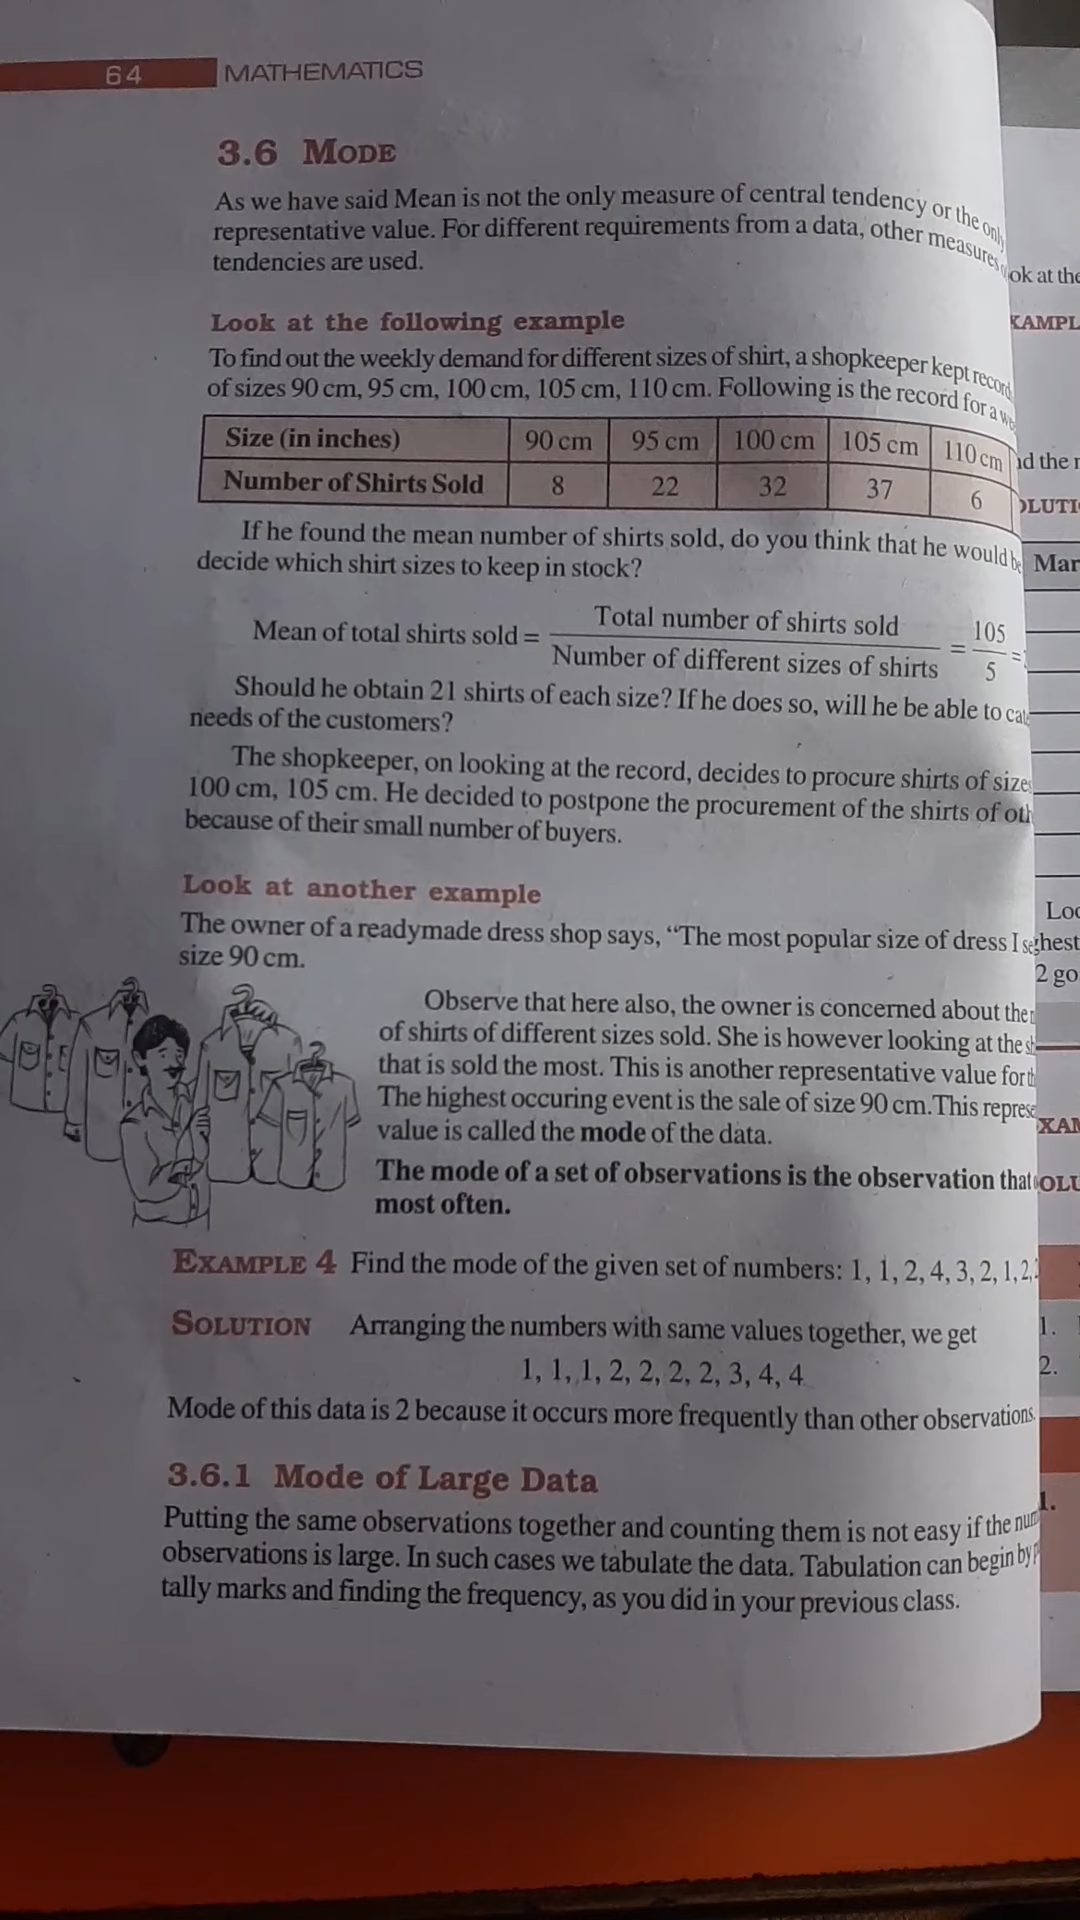 64 MATHEMATICS
3.6 MODE
As we have said Mean is not the only measure of central tendency or the only
representative value. For different requirements from a data, other measures
tendencies are used.
Look at the following example
To find out the weekly demand for different sizes of shirt, a shopkeeper kept record
of sizes 90 cm, 95 cm, 100 cm, 105 cm, 110 cm. Following is the record for a
Size (in inches) 90 cm 95 cm 100 cm 105 cm 110 cm
Number of Shirts Sold 8 22 32 37 6
If he found the mean number of shirts sold, do you think that he would be
decide which shirt sizes to keep in stock?
Mean of total shirts sold = Total number of shirts sold / Number of different sizes of shirts = 105 / 5 =
Should he obtain 21 shirts of each size? If he does so, will he be able to
needs of the customers?
The shopkeeper, on looking at the record, decides to procure shirts of sizes
100 cm, 105 cm. He decided to postpone the procurement of the shirts of
because of their small number of buyers.
Look at another example
The owner of a readymade dress shop says, “The most popular size of dress I
size 90 cm.
Observe that here also, the owner is concerned about the
of shirts of different sizes sold. She is however looking at the
that is sold the most. This is another representative value for
The highest occuring event is the sale of size 90 cm.This
value is called the mode of the data.
The mode of a set of observations is the observation that
most often.
EXAMPLE 4 Find the mode of the given set of numbers: 1, 1, 2, 4, 3, 2, 1, 2,
SOLUTION Arranging the numbers with same values together, we get
1, 1, 1, 2, 2, 2, 2, 3, 4, 4
Mode of this data is 2 because it occurs more frequently than other observations.
3.6.1 Mode of Large Data
Putting the same observations together and counting them is not easy if the
observations is large. In such cases we tabulate the data. Tabulation can begin by
tally marks and finding the frequency, as you did in your previous class.
ok at the
Mar
2 go
1.
2.
1.